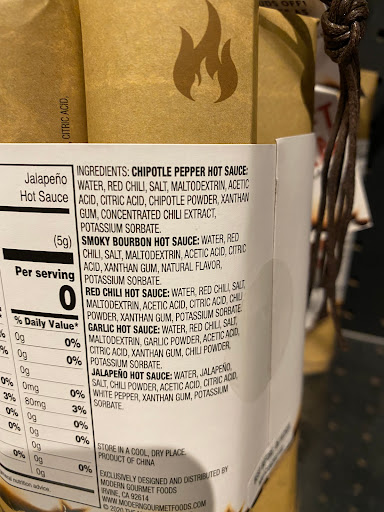 OS OFF?
CITRIC ACID,
Jalapeño
Hot Sauce
(5g)
Per serving
0
% Daily Value*
0g 0%
0g 0%
0g
0% 0mg 0%
3% 80mg 3%
0% 0g 0%
0% 0g 0%
0% 0g 0%
0% 0g
0g
nutrition advice.
INGREDIENTS: CHIPOTLE PEPPER HOT SAUCE:
WATER, RED CHILI, SALT, MALTODEXTRIN, ACETIC
ACID, CITRIC ACID, CHIPOTLE POWDER, XANTHAN
GUM, CONCENTRATED CHILI EXTRACT,
POTASSIUM SORBATE.
SMOKY BOURBON HOT SAUCE: WATER, RED
CHILI, SALT, MALTODEXTRIN, ACETIC ACID, CITRIC
ACID, XANTHAN GUM, NATURAL FLAVOR,
POTASSIUM SORBATE.
RED CHILI HOT SAUCE: WATER, RED CHILI, SALT,
MALTODEXTRIN, ACETIC ACID, CITRIC ACID, CHILI
POWDER, XANTHAN GUM, POTASSIUM SORBATE.
GARLIC HOT SAUCE: WATER, RED CHILI, SALT,
MALTODEXTRIN, GARLIC POWDER, ACETIC ACID,
CITRIC ACID, XANTHAN GUM, CHILI POWDER,
POTASSIUM SORBATE.
JALAPEÑO HOT SAUCE: WATER, JALAPEÑO,
SALT, CHILI POWDER, ACETIC ACID, CITRIC ACID,
WHITE PEPPER, XANTHAN GUM, POTASSIUM
SORBATE.
STORE IN A COOL, DRY PLACE.
PRODUCT OF CHINA
EXCLUSIVELY DESIGNED AND DISTRIBUTED BY
MODERN GOURMET FOODS
IRVINE, CA 92614
WWW.MODERNGOURMETFOODS.COM
© 2020